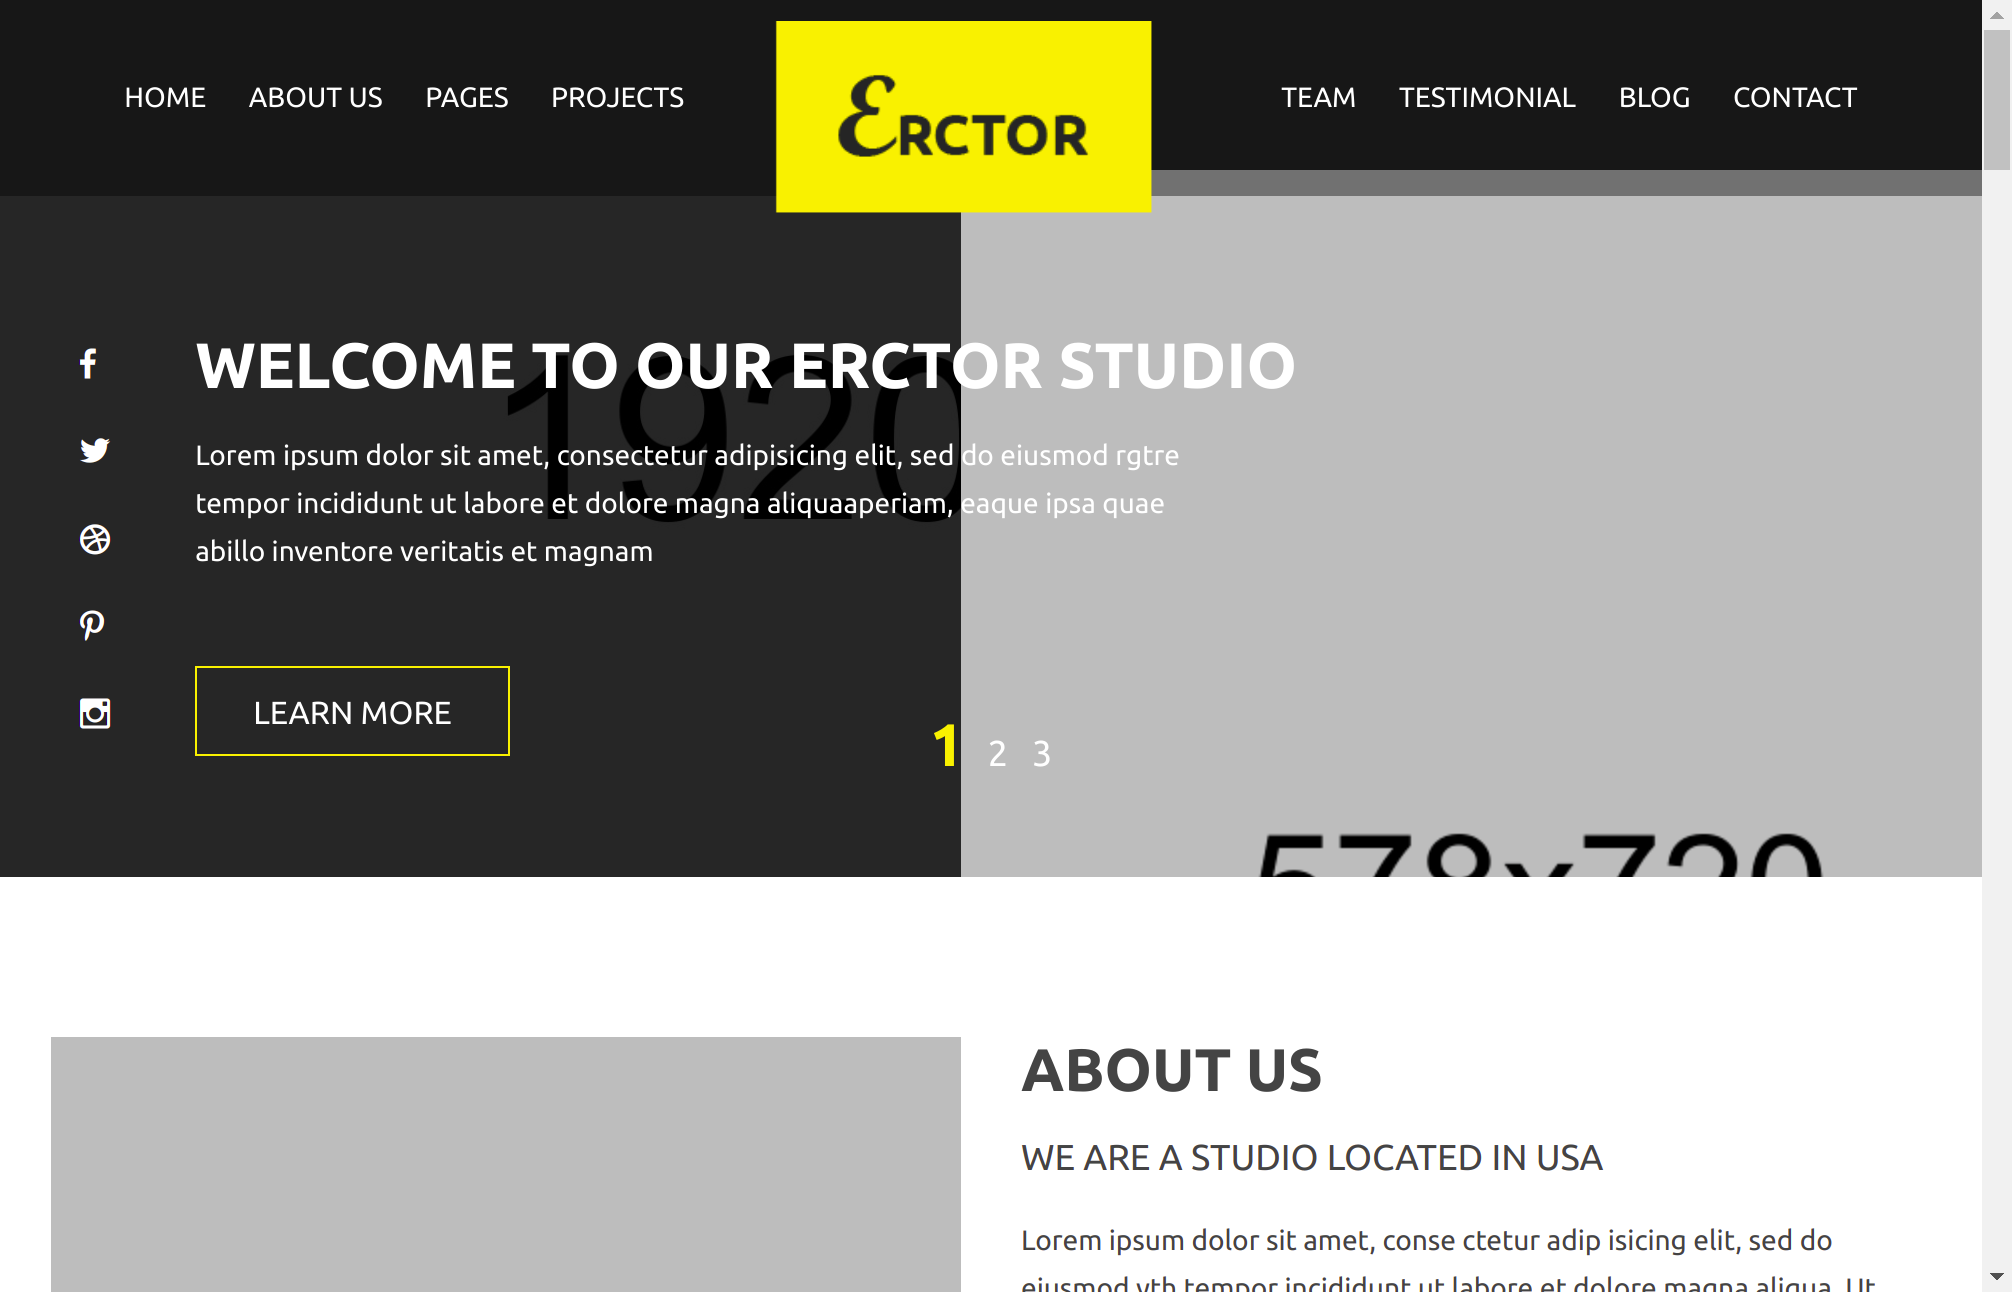 HOME ABOUT US PAGES PROJECTS
ERCTOR
TEAM TESTIMONIAL BLOG CONTACT
WELCOME TO OUR ERCTOR STUDIO
1920
Lorem ipsum dolor sit amet, consectetur adipisicing elit, sed do eiusmod rgtre
tempor incididunt ut labore et dolore magna aliquaaperiam, eaque ipsa quae
abillo inventore veritatis et magnam
LEARN MORE
1 2 3
578x720
ABOUT US
WE ARE A STUDIO LOCATED IN USA
Lorem ipsum dolor sit amet, conse ctetur adip isicing elit, sed do
eiusmod vth tempor incididunt ut labore et dolore magna aliqua. Ut